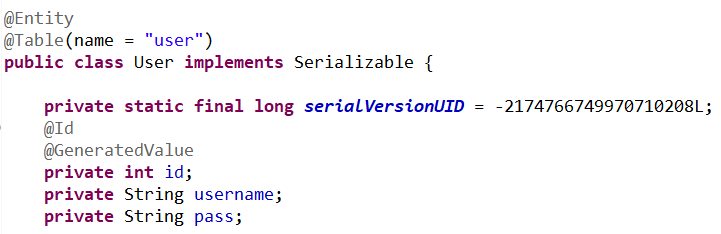 @Entity
@Table(name = "user")
public class User implements Serializable {
private static final long serialVersionUID = -2174766749970710208L;
@Id
@GeneratedValue
private int id;
private String username;
private String pass;